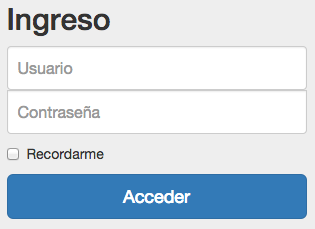 Ingreso
Usuario
Contraseña
Recordarme
Acceder